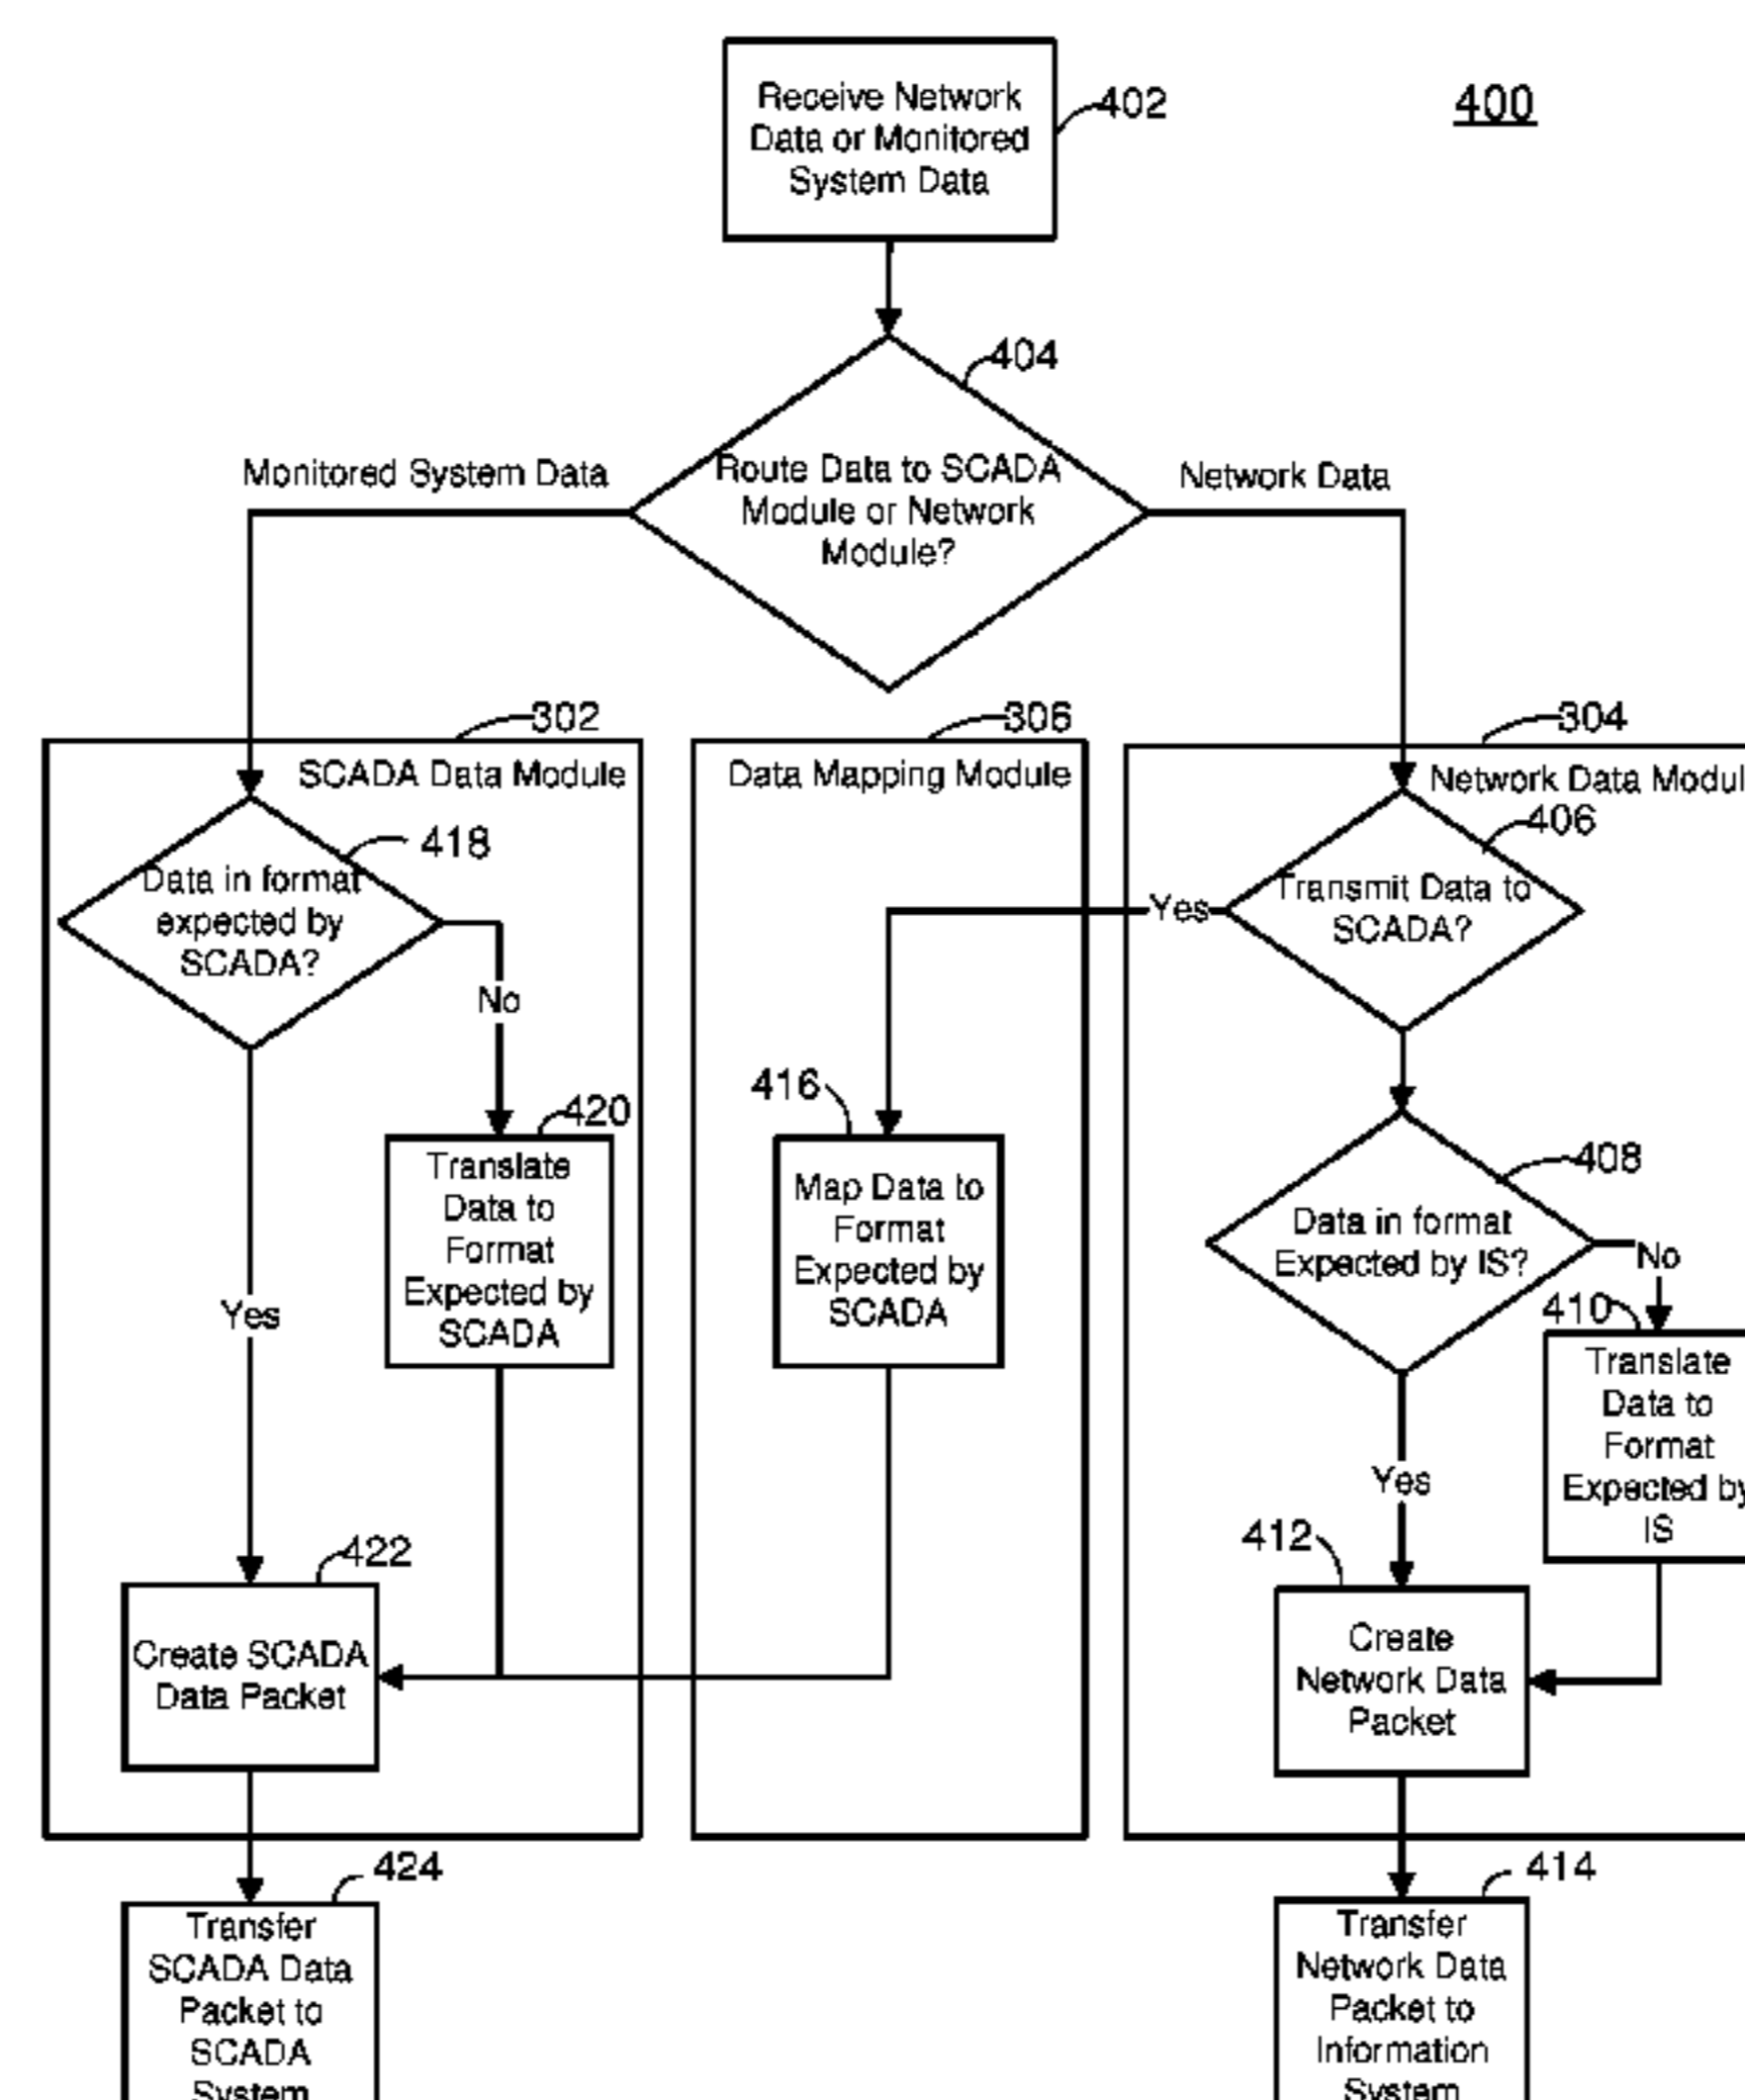 Receive Network
Data or Monitored
System Data
402
400
404
Route Data to SCADA
Module or Network
Module?
Monitored System Data
Network Data
302
SCADA Data Module
306
Data Mapping Module
304
Network Data Modul
418
Data in format
expected by
SCADA?
No
406
Transmit Data to
SCADA?
Yes
420
Translate
Data to
Format
Expected by
SCADA
416
Map Data to
Format
Expected by
SCADA
408
Data in format
Expected by IS?
No
410
Translate
Data to
Format
Expected by
IS
Yes
Yes
422
Create SCADA
Data Packet
412
Create
Network Data
Packet
424
Transfer
SCADA Data
Packet to
SCADA
System
414
Transfer
Network Data
Packet to
Information
System